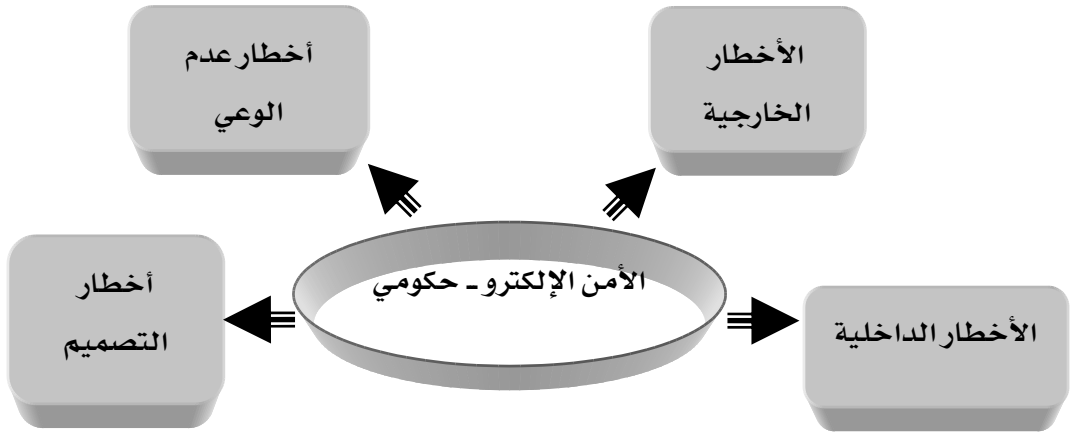 الأخطار
الخارجية
أخطار عدم
الوعي
الأمن الإلكترو ـ حكومي
الأخطار الداخلية
أخطار
التصميم